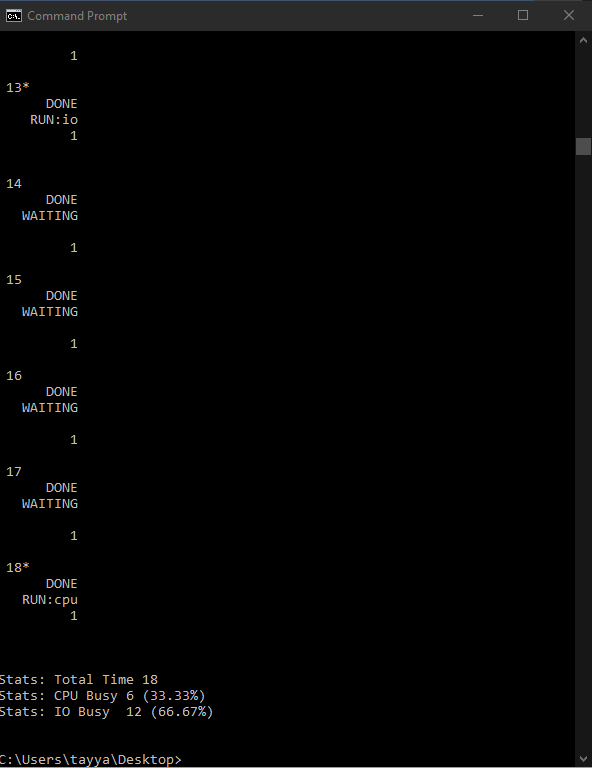 Command Prompt
1
13*
DONE
RUN:io
1
14
DONE
WAITING
1
15
DONE
WAITING
1
16
DONE
WAITING
1
17
DONE
WAITING
1
18*
DONE
RUN:cpu
1
Stats: Total Time 18
Stats: CPU Busy 6 (33.33%)
Stats: IO Busy  12 (66.67%)
C:\Users\tayya\Desktop>